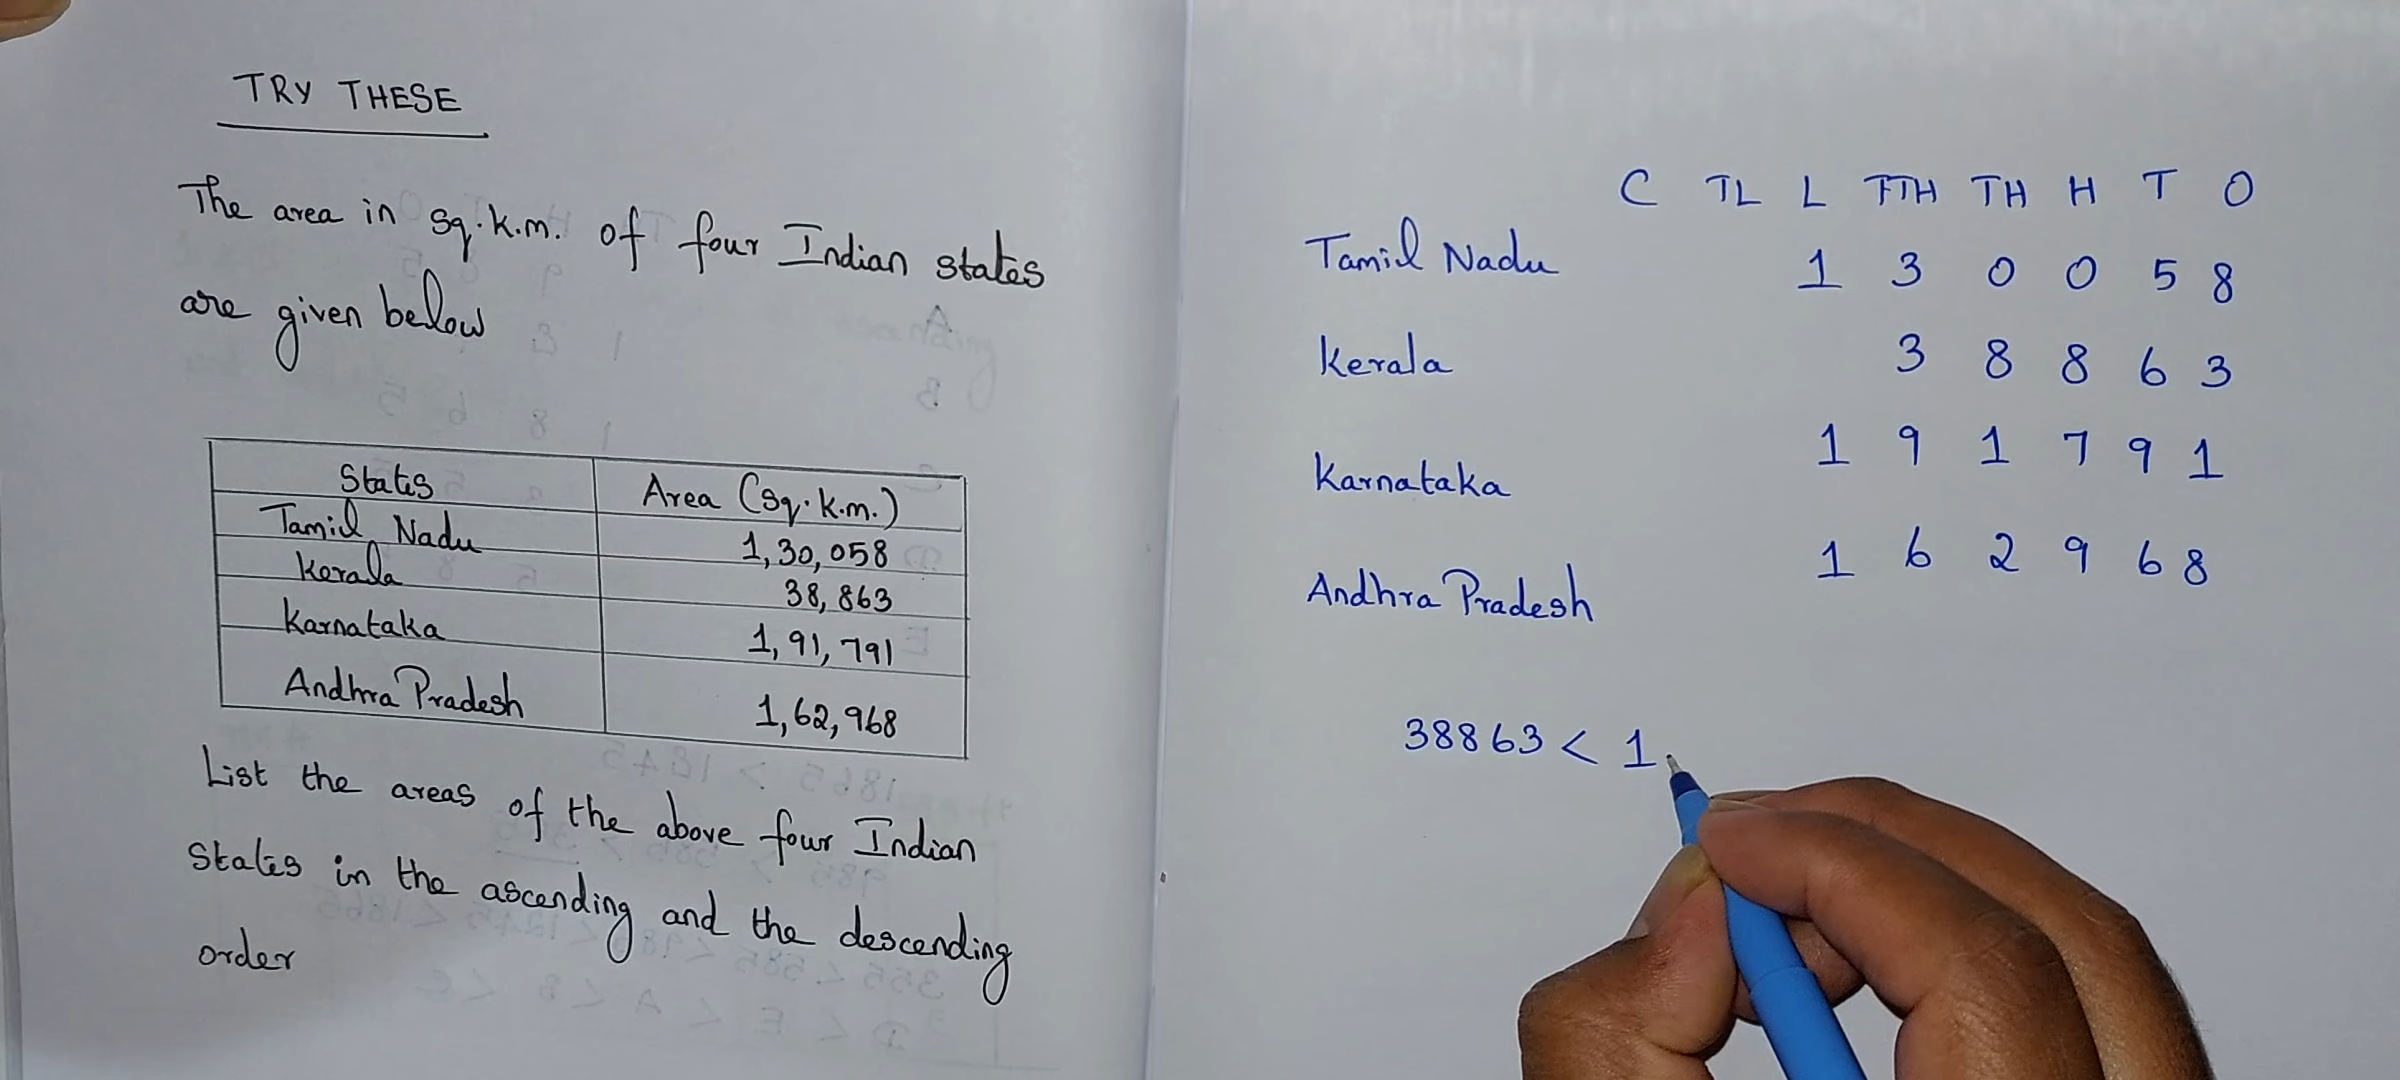 TRY THESE
The area in sq.k.m. of four Indian states
are given below
States Area (sq.k.m.)
Tamil Nadu 1,30,058
Kerala 38,863
Karnataka 1,91,791
Andhra Pradesh 1,62,968
List the areas of the above four Indian
States in the ascending and the descending
order
C TL L TTH TH H T O
Tamil Nadu 1 3 0 0 5 8
Kerala 3 8 8 6 3
Karnataka 1 9 1 7 9 1
Andhra Pradesh 1 6 2 9 6 8
38863 < 1